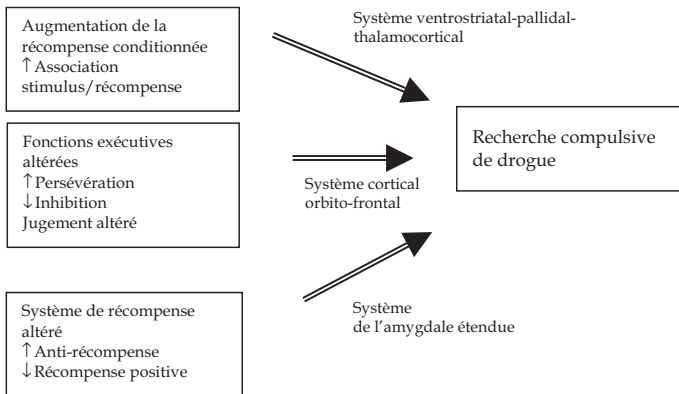 Augmentation de la
récompense conditionnée
↑Association
stimulus/récompense
Système ventrostriatal-pallidal-
thalamocortical
Fonctions exécutives
altérées
↑Persévération
↓Inhibition
Jugement altéré
Système cortical
orbito-frontal
Recherche compulsive
de drogue
Système de récompense
altéré
↑Anti-récompense
↓Récompense positive
Système
de l'amygdale étendue